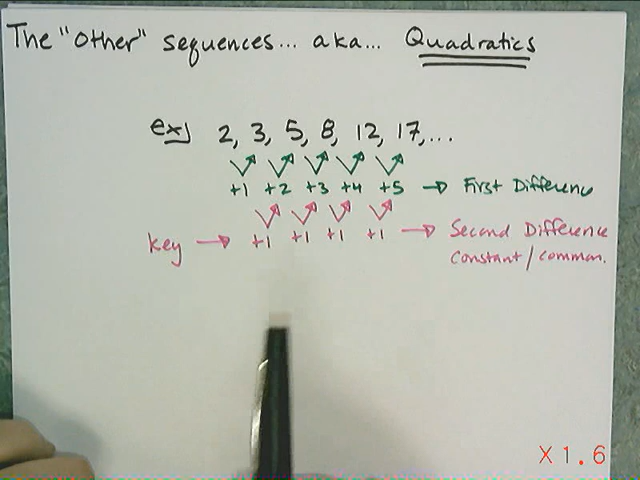 The "other" sequences... aka... Quadratics
ex) 2, 3, 5, 8, 12, 17,...
+1 +2 +3 +4 +5 → First Difference
key → +1 +1 +1 +1 → Second Difference
constant/common.
X1.6